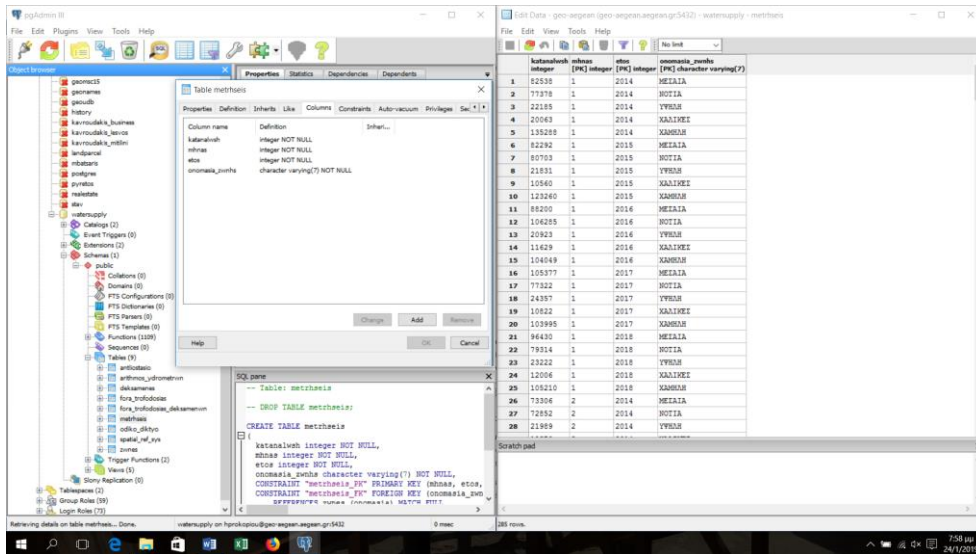 pgAdmin III
File Edit Plugins View Tools Help
Object browser
gaomsc15
gaonames
geoudb
history
kavroudakis_business
kavroudakis_lesvos
kavroudakis_mitilini
landparcel
mbatsaris
postgres
pyretos
realestate
stav
watersupply
Catalogs (2)
Event Triggers (0)
Extensions (2)
Schemas (1)
public
Collations (0)
Domains (0)
FTS Configurations (0)
FTS Dictionaries (0)
FTS Parsers (0)
FTS Templates (0)
Functions (1109)
Sequences (0)
Tables (9)
antliostasio
arithmos_ydrometrwn
deksamenes
fora_trofodosias
fora_trofodosias_deksamenwn
metrhseis
odiko_diktyo
spatial_ref_sys
zwnes
Trigger Functions (2)
Views (5)
Slony Replication (0)
Tablespaces (2)
Group Roles (59)
Login Roles (73)
Properties Statistics Dependencies Dependents
Table metrhseis
Properties Definition Inherits Like Columns Constraints Auto-vacuum Privileges Sec
Column name Definition Inheri...
katanalwsh integer NOT NULL
mhnas integer NOT NULL
etos integer NOT NULL
onomasia_zwnhs character varying(7) NOT NULL
Change Add Remove
Help OK Cancel
SQL pane
-- Table: metrhseis
-- DROP TABLE metrhseis;
CREATE TABLE metrhseis
(
katanalwsh integer NOT NULL,
mhnas integer NOT NULL,
etos integer NOT NULL,
onomasia_zwnhs character varying(7) NOT NULL,
CONSTRAINT "metrhseis_PK" PRIMARY KEY (mhnas, etos,
CONSTRAINT "metrhseis_FK" FOREIGN KEY (onomasia_zwn
REFERENCES zwnes (onomasia) MATCH FULL
Retrieving details on table metrhseis... Done. watersupply on hprokopiou@geo-aegean.aegean.gr:5432 0 msec
Edit Data - geo-aegean (geo-aegean.aegean.gr:5432) - watersupply - metrhseis
File Edit View Tools Help
No limit
katanalwsh mhnas etos onomasia_zwnhs
integer [PK] integer [PK] integer [PK] character varying(7)
1 82538 1 2014 ΜΕΣΑΙΑ
2 77378 1 2014 ΝΟΤΙΑ
3 22185 1 2014 ΥΨΗΛΗ
4 20063 1 2014 ΧΑΛΙΚΕΣ
5 135288 1 2014 ΧΑΜΗΛΗ
6 82292 1 2015 ΜΕΣΑΙΑ
7 80703 1 2015 ΝΟΤΙΑ
8 21831 1 2015 ΥΨΗΛΗ
9 10560 1 2015 ΧΑΛΙΚΕΣ
10 123260 1 2015 ΧΑΜΗΛΗ
11 88200 1 2016 ΜΕΣΑΙΑ
12 106285 1 2016 ΝΟΤΙΑ
13 20923 1 2016 ΥΨΗΛΗ
14 11629 1 2016 ΧΑΛΙΚΕΣ
15 104049 1 2016 ΧΑΜΗΛΗ
16 105377 1 2017 ΜΕΣΑΙΑ
17 77322 1 2017 ΝΟΤΙΑ
18 24357 1 2017 ΥΨΗΛΗ
19 10822 1 2017 ΧΑΛΙΚΕΣ
20 103995 1 2017 ΧΑΜΗΛΗ
21 96430 1 2018 ΜΕΣΑΙΑ
22 79314 1 2018 ΝΟΤΙΑ
23 23222 1 2018 ΥΨΗΛΗ
24 12006 1 2018 ΧΑΛΙΚΕΣ
25 105210 1 2018 ΧΑΜΗΛΗ
26 73306 2 2014 ΜΕΣΑΙΑ
27 72852 2 2014 ΝΟΤΙΑ
28 21989 2 2014 ΥΨΗΛΗ
Scratch pad
285 rows.
7:58 μμ